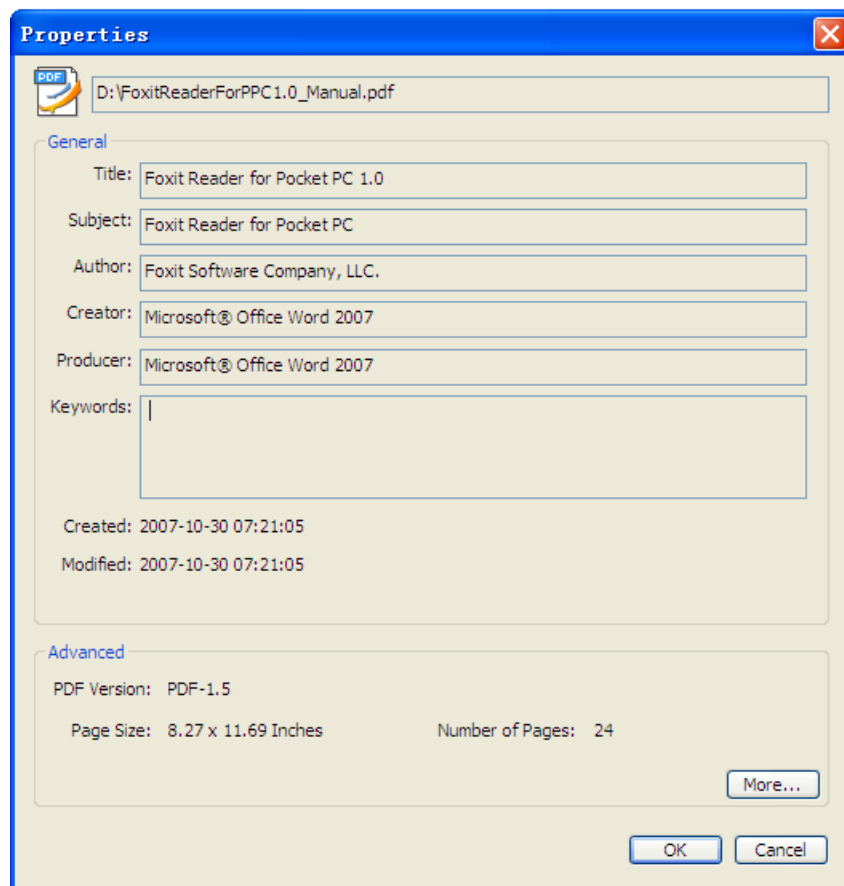 Properties
PDF
D:\FoxitReaderForPPC1.0_Manual.pdf
General
Title: Foxit Reader for Pocket PC 1.0
Subject: Foxit Reader for Pocket PC
Author: Foxit Software Company, LLC.
Creator: Microsoft® Office Word 2007
Producer: Microsoft® Office Word 2007
Keywords:
Created: 2007-10-30 07:21:05
Modified: 2007-10-30 07:21:05
Advanced
PDF Version: PDF-1.5
Page Size: 8.27 x 11.69 Inches Number of Pages: 24
More...
OK Cancel